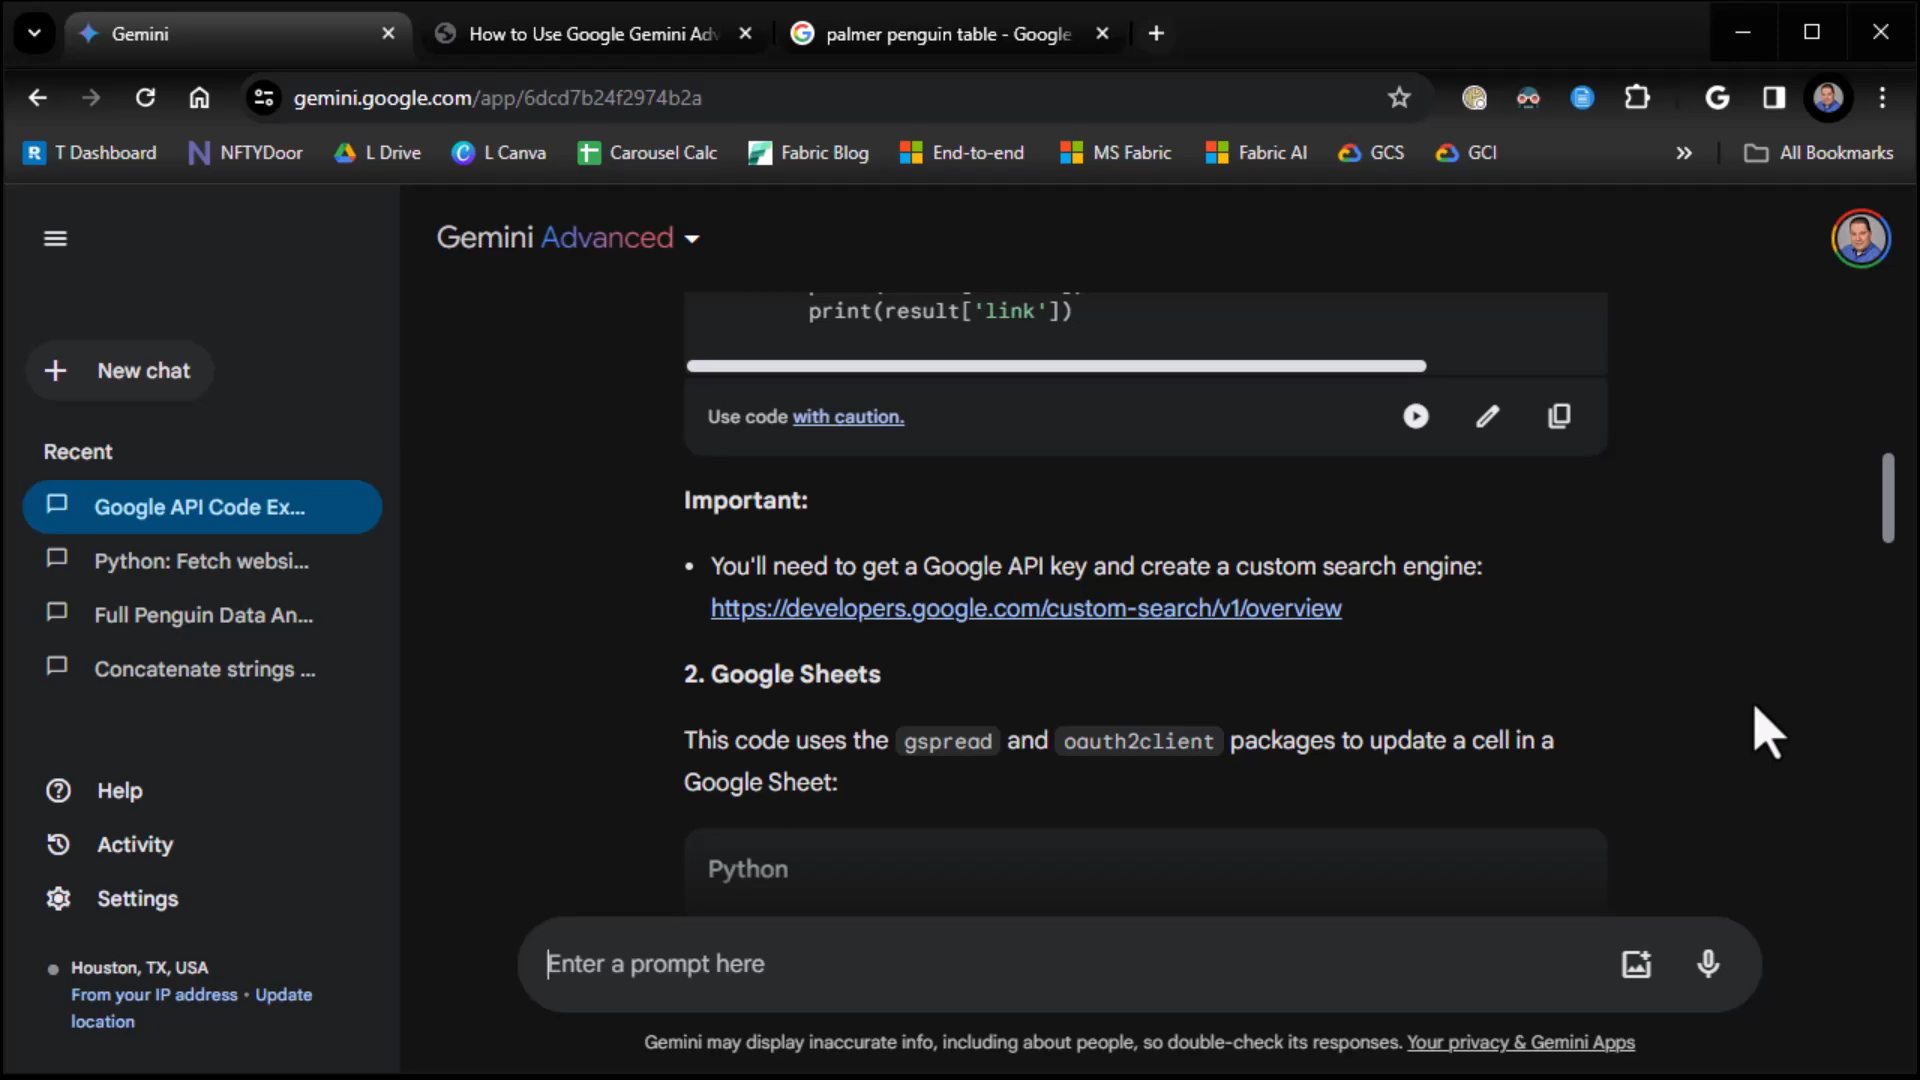 Gemini
How to Use Google Gemini Adv
palmer penguin table - Google
gemini.google.com/app/6dcd7b24f2974b2a
T Dashboard
NFTYDoor
L Drive
L Canva
Carousel Calc
Fabric Blog
End-to-end
MS Fabric
Fabric AI
GCS
GCI
All Bookmarks
Gemini Advanced
New chat
Recent
Google API Code Ex...
Python: Fetch websi...
Full Penguin Data An...
Concatenate strings ...
Help
Activity
Settings
Houston, TX, USA
From your IP address • Update
location
print(result['link'])
Use code with caution.
Important:
• You'll need to get a Google API key and create a custom search engine:
https://developers.google.com/custom-search/v1/overview
2. Google Sheets
This code uses the gspread and oauth2client packages to update a cell in a
Google Sheet:
Python
Enter a prompt here
Gemini may display inaccurate info, including about people, so double-check its responses. Your privacy & Gemini Apps